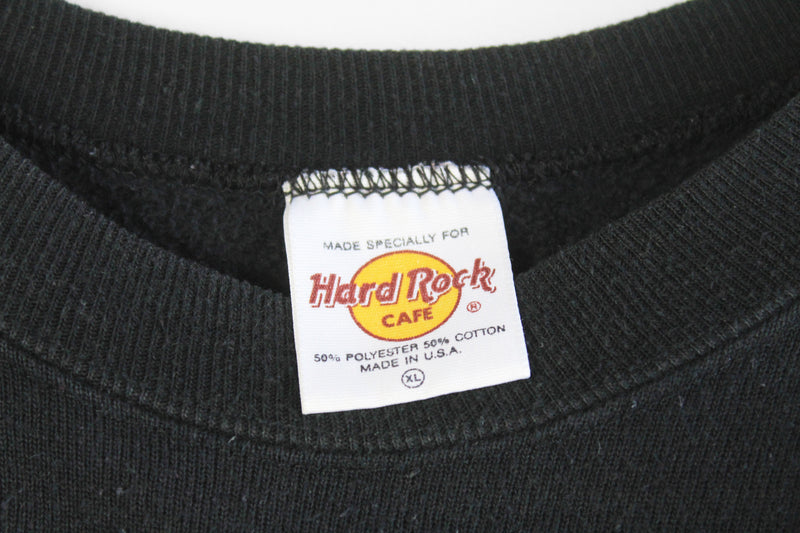 MADE SPECIALLY FOR
Hard Rock
CAFE ®
50% POLYESTER 50% COTTON
MADE IN U.S.A.
XL